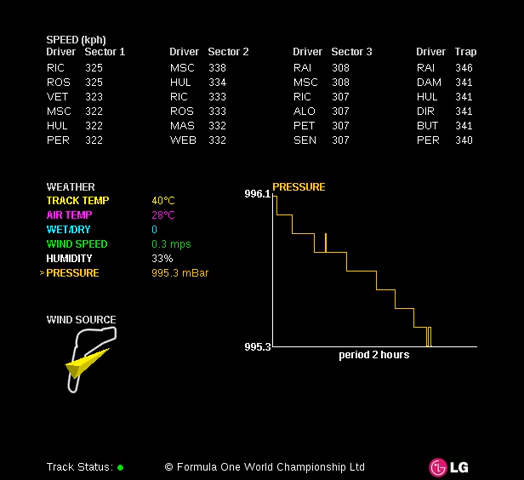 SPEED (kph)
Driver Sector 1 Driver Sector 2 Driver Sector 3 Driver Trap
RIC 325 MSC 338 RAI 308 RAI 346
ROS 325 HUL 334 MSC 308 DAM 341
VET 323 RIC 333 RIC 307 HUL 341
MSC 322 ROS 333 ALO 307 DIR 341
HUL 322 MAS 332 PET 307 BUT 341
PER 322 WEB 332 SEN 307 PER 340
WEATHER
TRACK TEMP 40°C
AIR TEMP 28°C
WET/DRY 0
WIND SPEED 0.3 mps
HUMIDITY 33%
>PRESSURE 995.3 mBar
PRESSURE
996.1
995.3
period 2 hours
WIND SOURCE
Track Status:
© Formula One World Championship Ltd
LG